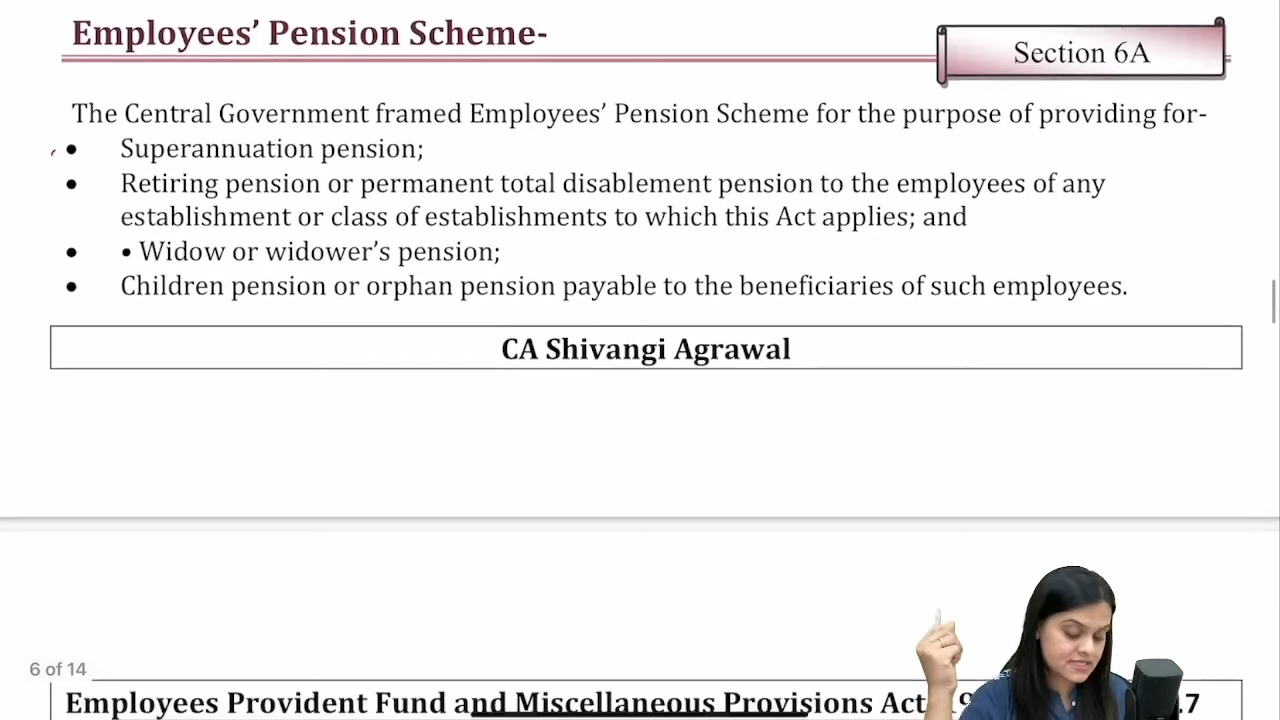 Employees' Pension Scheme-
Section 6A
The Central Government framed Employees' Pension Scheme for the purpose of providing for-
• Superannuation pension;
• Retiring pension or permanent total disablement pension to the employees of any
establishment or class of establishments to which this Act applies; and
• • Widow or widower's pension;
• Children pension or orphan pension payable to the beneficiaries of such employees.
CA Shivangi Agrawal
6 of 14
Employees Provident Fund and Miscellaneous Provisions Act
.7